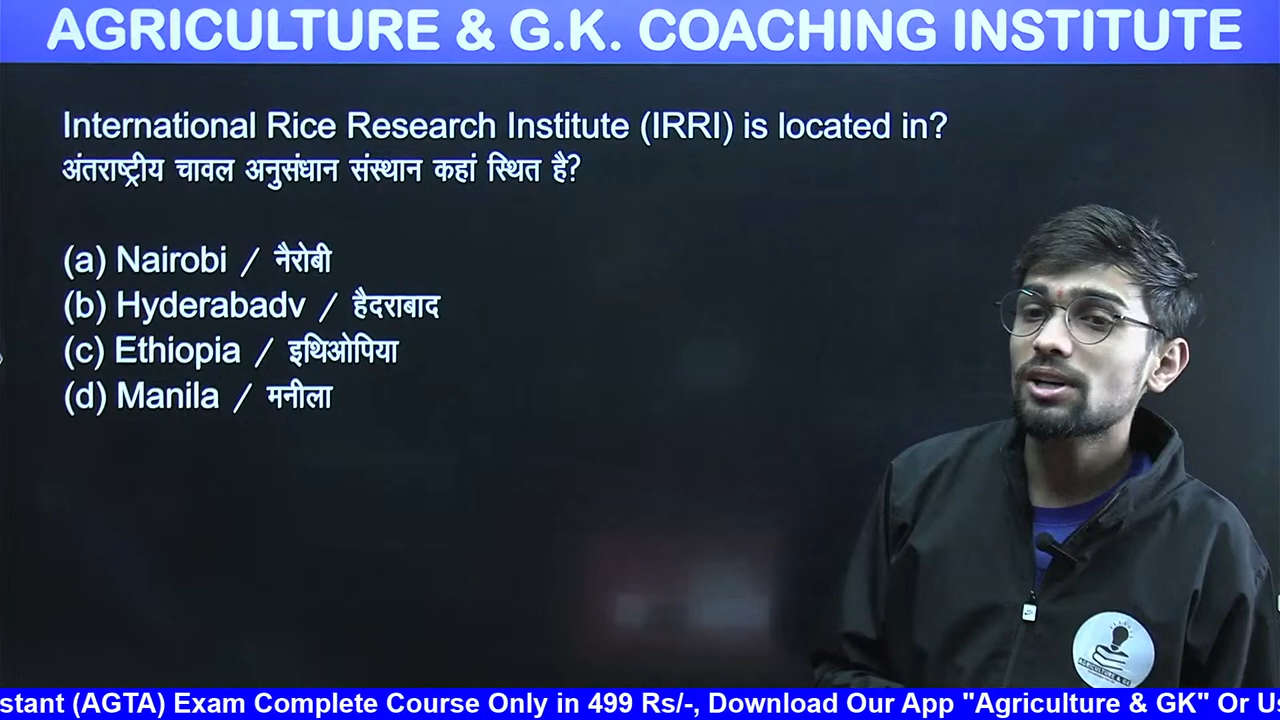 AGRICULTURE & G.K. COACHING INSTITUTE
International Rice Research Institute (IRRI) is located in?
अंतराष्ट्रीय चावल अनुसंधान संस्थान कहां स्थित है?
(a) Nairobi / नैरोबी
(b) Hyderabadv / हैदराबाद
(c) Ethiopia / इथिओपिया
(d) Manila / मनीला
AGRICULTURE & GK
stant (AGTA) Exam Complete Course Only in 499 Rs/-, Download Our App "Agriculture & GK" Or Us